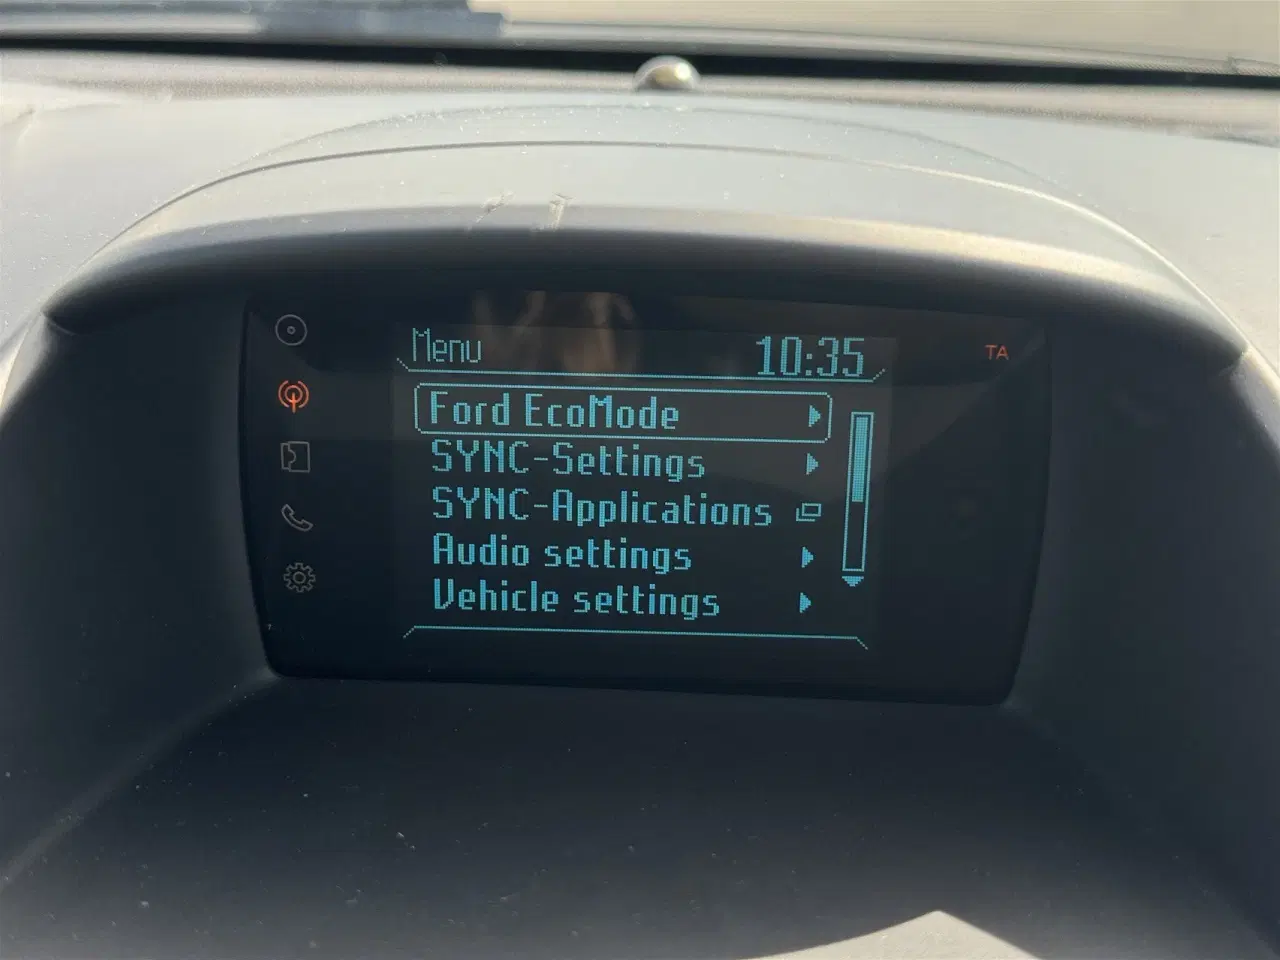 Menu 10:35 TA
Ford EcoMode
SYNC-Settings
SYNC-Applications
Audio settings
Vehicle settings